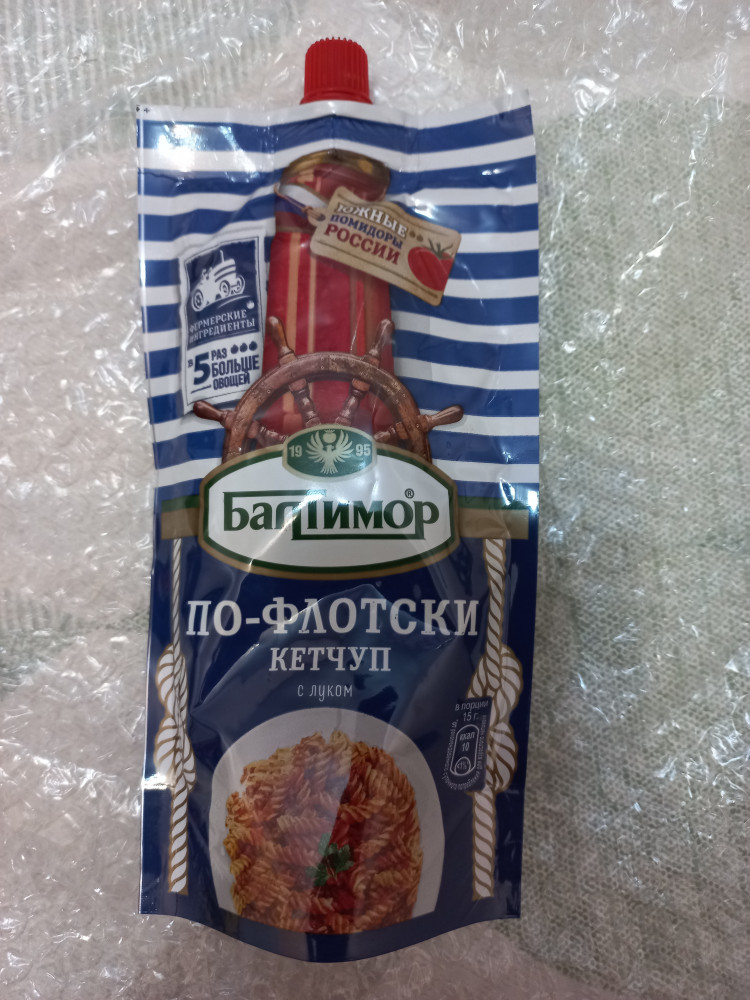 ЮЖНЫЕ
ПОМИДОРЫ
РОССИИ
ФЕРМЕРСКИЕ
ИНГРЕДИЕНТЫ
в 5 РАЗ
БОЛЬШЕ
ОВОЩЕЙ
19 95
Балтимор®
ПО-ФЛОТСКИ
КЕТЧУП
с луком
в порции
15 г.
ккал
10